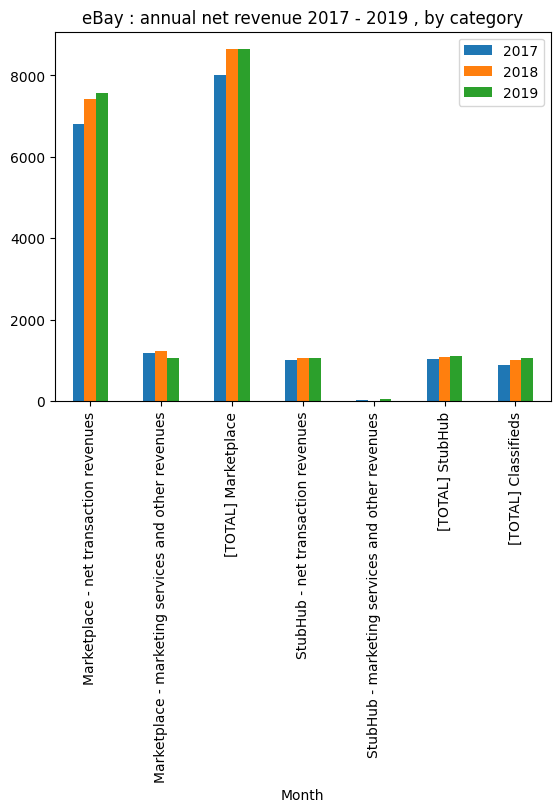 eBay : annual net revenue 2017 - 2019 , by category
2017
2018
2019
8000
6000
4000
2000
0
Marketplace - net transaction revenues
Marketplace - marketing services and other revenues
[TOTAL] Marketplace
StubHub - net transaction revenues
StubHub - marketing services and other revenues
[TOTAL] StubHub
[TOTAL] Classifieds
Month